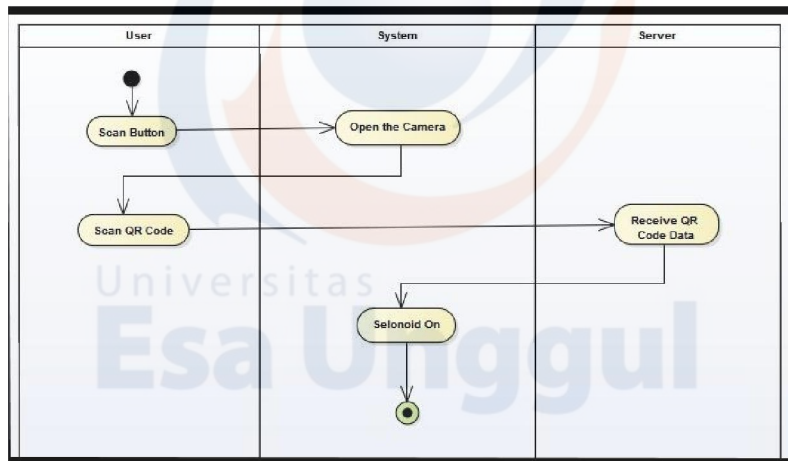 User
System
Server
Scan Button
Open the Camera
Scan QR Code
Receive QR
Code Data
Universitas
Esa Unggul
Selonoid On